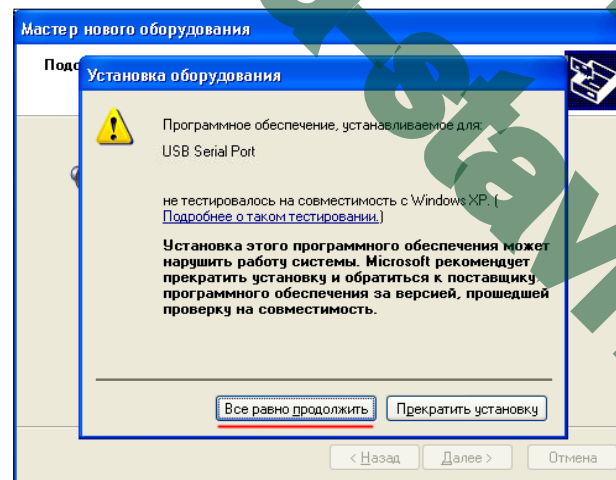 Мастер нового оборудования
Подо
Установка оборудования
Программное обеспечение, устанавливаемое для:
USB Serial Port
не тестировалось на совместимость с Windows XP. (
Подробнее о таком тестировании.)
Установка этого программного обеспечения может
нарушить работу системы. Microsoft рекомендует
прекратить установку и обратиться к поставщику
программного обеспечения за версией, прошедшей
проверку на совместимость.
Все равно продолжить
Прекратить установку
< Назад
Далее >
Отмена